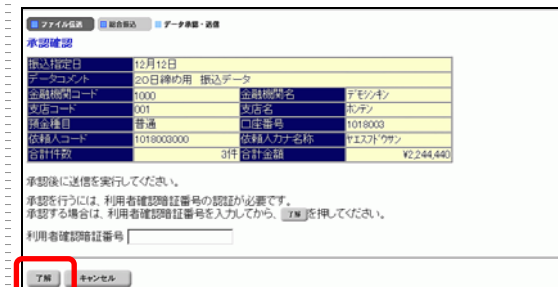 ファイル伝送 総合振込 データ承認・送信
承認確認
振込指定日 12月12日
データコメント 20日締め用 振込データ
金融機関コード 1000 金融機関名 デモシンキン
支店コード 001 支店名 ホンテン
預金種目 普通 口座番号 1018003
依頼人コード 1018003000 依頼人カナ名称 ヤエスフドウサン
合計件数 3件 合計金額 ¥2,244,440
承認後に送信を実行してください。
承認を行うには、利用者確認暗証番号の認証が必要です。
承認する場合は、利用者確認暗証番号を入力してから、 了解 を押してください。
利用者確認暗証番号
了解 キャンセル